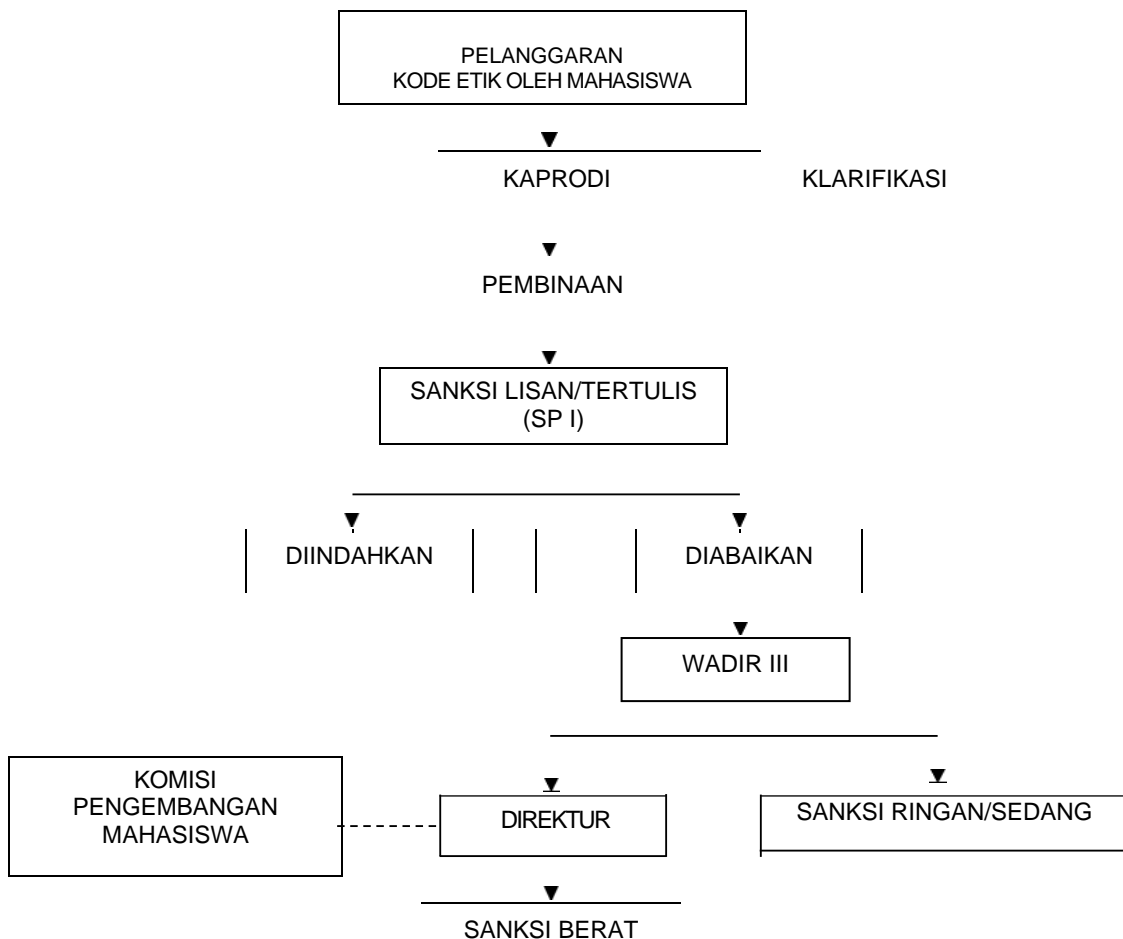 PELANGGARAN
KODE ETIK OLEH MAHASISWA
KAPRODI
KLARIFIKASI
PEMBINAAN
SANKSI LISAN/TERTULIS
(SP I)
DIINDAHKAN
DIABAIKAN
WADIR III
KOMISI
PENGEMBANGAN
MAHASISWA
DIREKTUR
SANKSI RINGAN/SEDANG
SANKSI BERAT